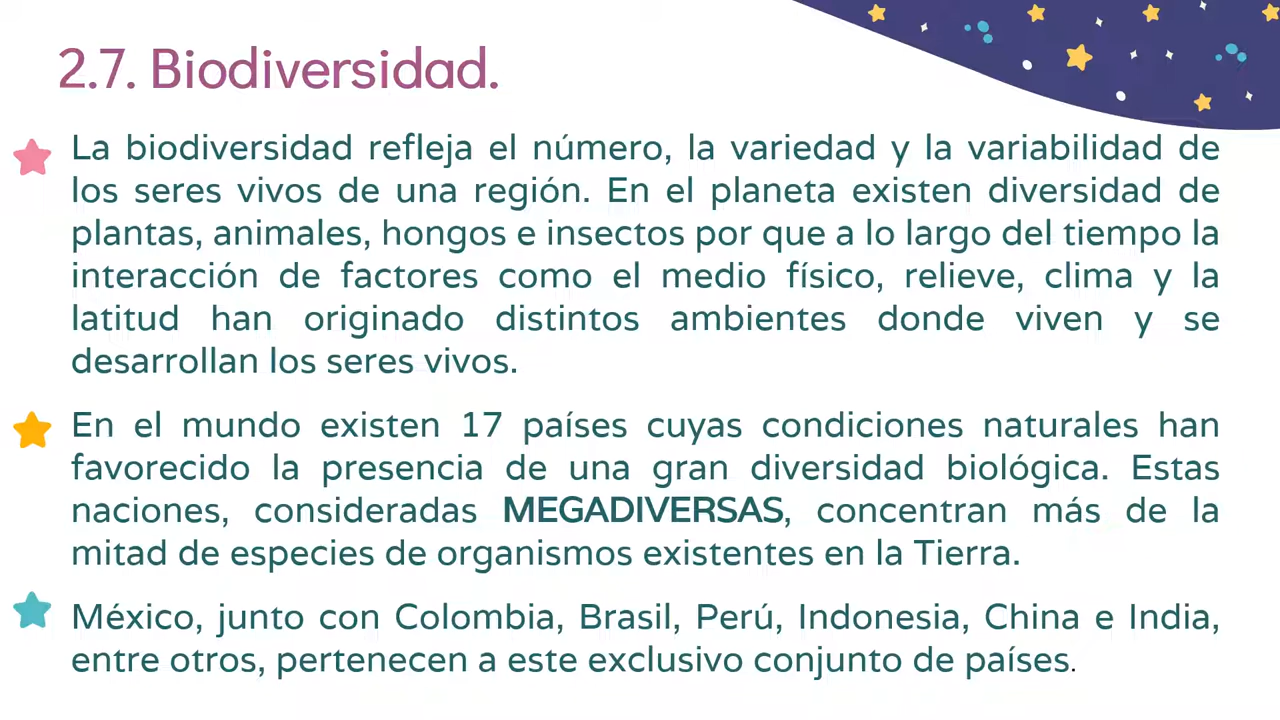 2.7. Biodiversidad.
La biodiversidad refleja el número, la variedad y la variabilidad de
los seres vivos de una región. En el planeta existen diversidad de
plantas, animales, hongos e insectos por que a lo largo del tiempo la
interacción de factores como el medio físico, relieve, clima y la
latitud han originado distintos ambientes donde viven y se
desarrollan los seres vivos.
En el mundo existen 17 países cuyas condiciones naturales han
favorecido la presencia de una gran diversidad biológica. Estas
naciones, consideradas MEGADIVERSAS, concentran más de la
mitad de especies de organismos existentes en la Tierra.
México, junto con Colombia, Brasil, Perú, Indonesia, China e India,
entre otros, pertenecen a este exclusivo conjunto de países.